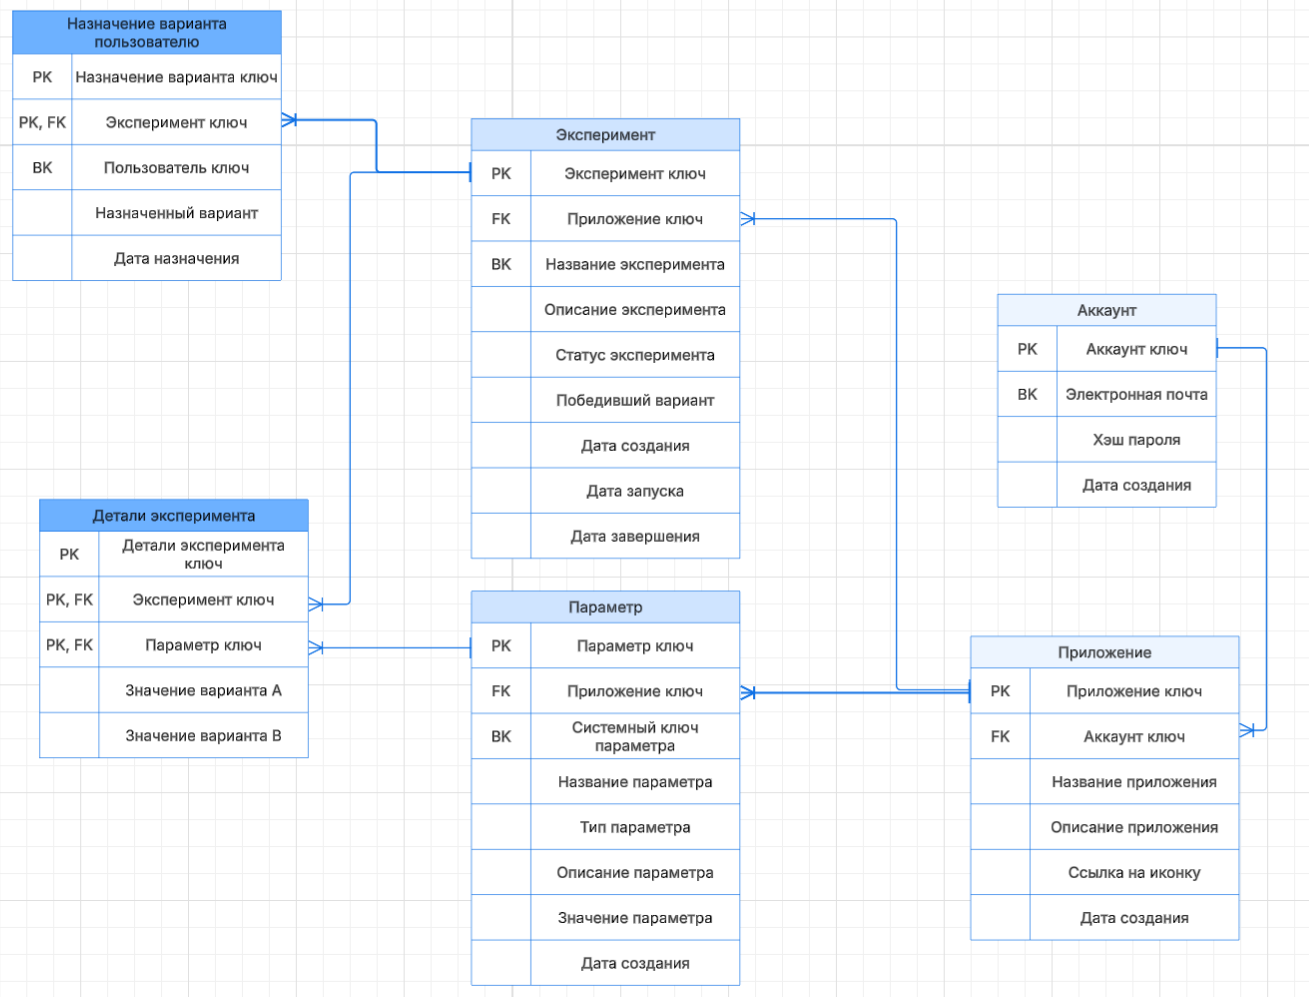 Назначение варианта
пользователю
PK Назначение варианта ключ
PK, FK Эксперимент ключ
BK Пользователь ключ
Назначенный вариант
Дата назначения
Эксперимент
PK Эксперимент ключ
FK Приложение ключ
BK Название эксперимента
Описание эксперимента
Статус эксперимента
Победивший вариант
Дата создания
Дата запуска
Дата завершения
Аккаунт
PK Аккаунт ключ
BK Электронная почта
Хэш пароля
Дата создания
Детали эксперимента
PK Детали эксперимента
ключ
PK, FK Эксперимент ключ
PK, FK Параметр ключ
Значение варианта A
Значение варианта B
Параметр
PK Параметр ключ
FK Приложение ключ
BK Системный ключ
параметра
Название параметра
Тип параметра
Описание параметра
Значение параметра
Дата создания
Приложение
PK Приложение ключ
FK Аккаунт ключ
Название приложения
Описание приложения
Ссылка на иконку
Дата создания